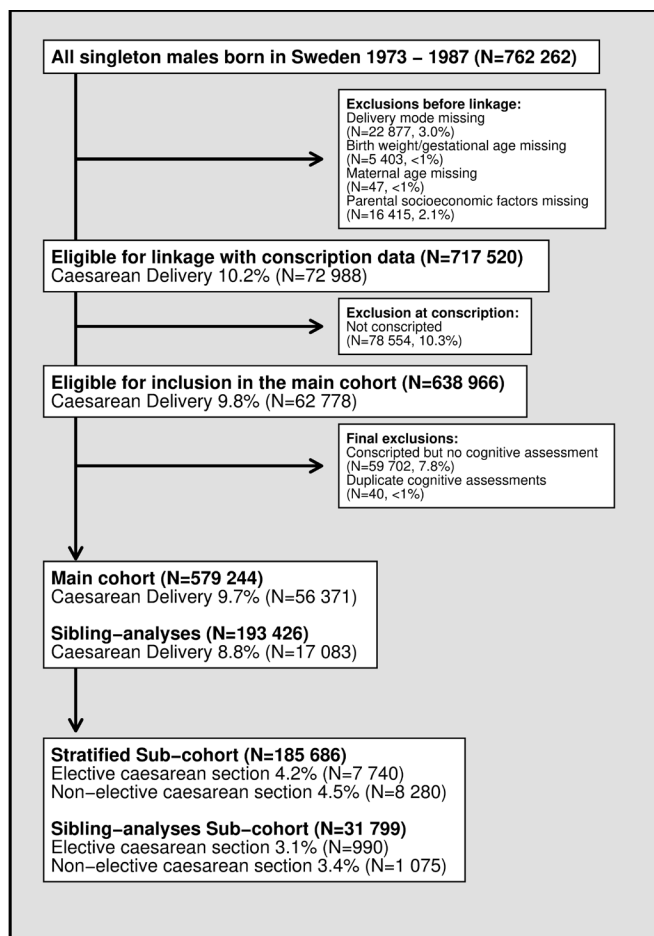 All singleton males born in Sweden 1973 − 1987 (N=762 262)
Exclusions before linkage:
Delivery mode missing
(N=22 877, 3.0%)
Birth weight/gestational age missing
(N=5 403, <1%)
Maternal age missing
(N=47, <1%)
Parental socioeconomic factors missing
(N=16 415, 2.1%)
Eligible for linkage with conscription data (N=717 520)
Caesarean Delivery 10.2% (N=72 988)
Exclusion at conscription:
Not conscripted
(N=78 554, 10.3%)
Eligible for inclusion in the main cohort (N=638 966)
Caesarean Delivery 9.8% (N=62 778)
Final exclusions:
Conscripted but no cognitive assessment
(N=59 702, 7.8%)
Duplicate cognitive assessments
(N=40, <1%)
Main cohort (N=579 244)
Caesarean Delivery 9.7% (N=56 371)
Sibling−analyses (N=193 426)
Caesarean Delivery 8.8% (N=17 083)
Stratified Sub−cohort (N=185 686)
Elective caesarean section 4.2% (N=7 740)
Non−elective caesarean section 4.5% (N=8 280)
Sibling−analyses Sub−cohort (N=31 799)
Elective caesarean section 3.1% (N=990)
Non−elective caesarean section 3.4% (N=1 075)